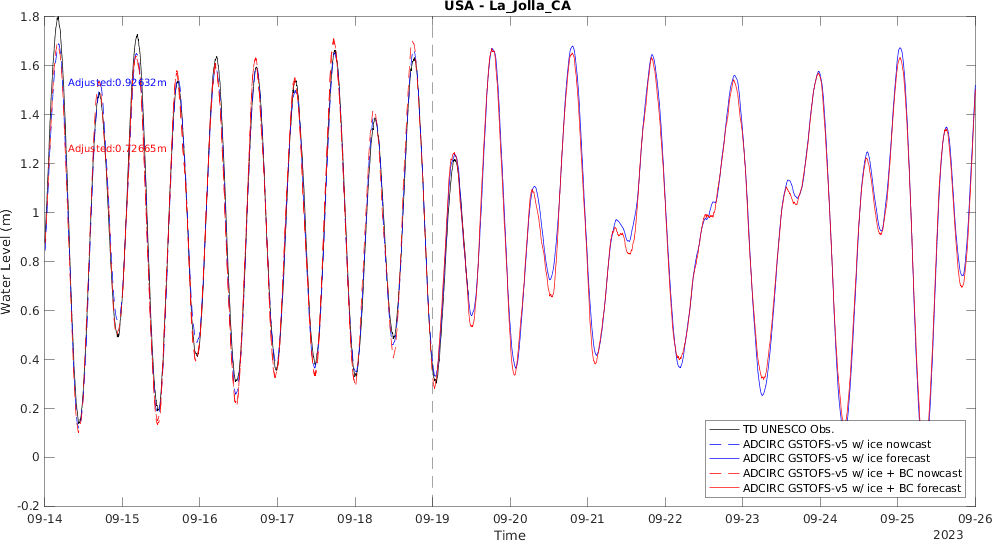 USA - La_Jolla_CA
1.8
1.6
1.4
1.2
1
0.8
0.6
0.4
0.2
0
-0.2
Water Level (m)
Adjusted:0.92632m
Adjusted:0.72665m
TD UNESCO Obs.
ADCIRC GSTOFS-v5 w/ ice nowcast
ADCIRC GSTOFS-v5 w/ ice forecast
ADCIRC GSTOFS-v5 w/ ice + BC nowcast
ADCIRC GSTOFS-v5 w/ ice + BC forecast
09-14 09-15 09-16 09-17 09-18 09-19 09-20 09-21 09-22 09-23 09-24 09-25 09-26
Time
2023